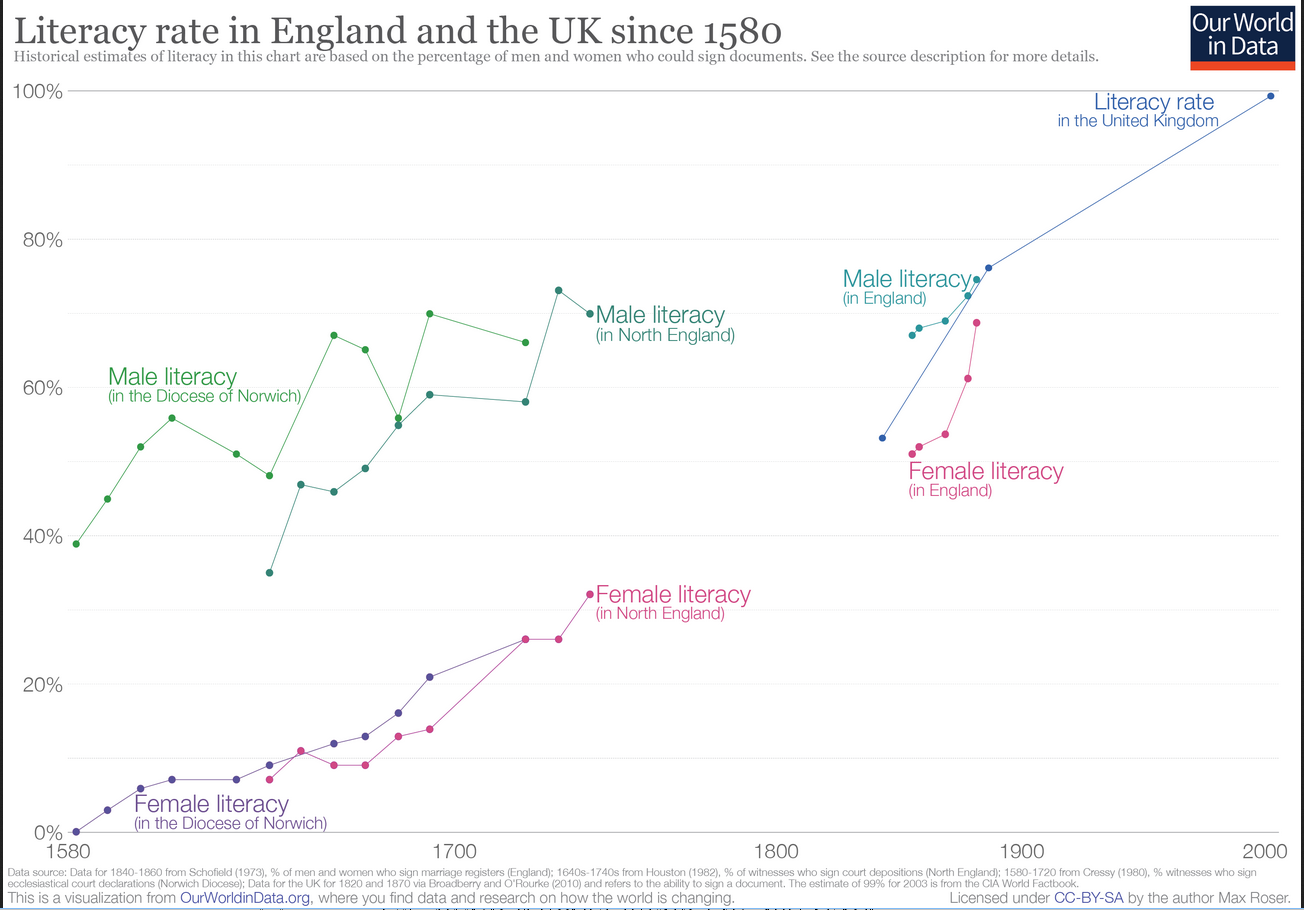 Literacy rate in England and the UK since 1580
Historical estimates of literacy in this chart are based on the percentage of men and women who could sign documents. See the source description for more details.
Our World
in Data
100%
80%
60%
40%
20%
0%
Literacy rate
in the United Kingdom
Male literacy
(in England)
Male literacy
(in North England)
Male literacy
(in the Diocese of Norwich)
Female literacy
(in England)
Female literacy
(in North England)
Female literacy
(in the Diocese of Norwich)
1580
1700
1800
1900
2000
Data source: Data for 1840-1860 from Schofield (1973), % of men and women who sign marriage registers (England); 1640s-1740s from Houston (1982), % of witnesses who sign court depositions (North England); 1580-1720 from Cressy (1980), % witnesses who sign
ecclesiastical court declarations (Norwich Diocese); Data for the UK for 1820 and 1870 via Broadberry and O'Rourke (2010) and refers to the ability to sign a document. The estimate of 99% for 2003 is from the CIA World Factbook.
This is a visualization from OurWorldinData.org, where you find data and research on how the world is changing.
Licensed under CC-BY-SA by the author Max Roser.